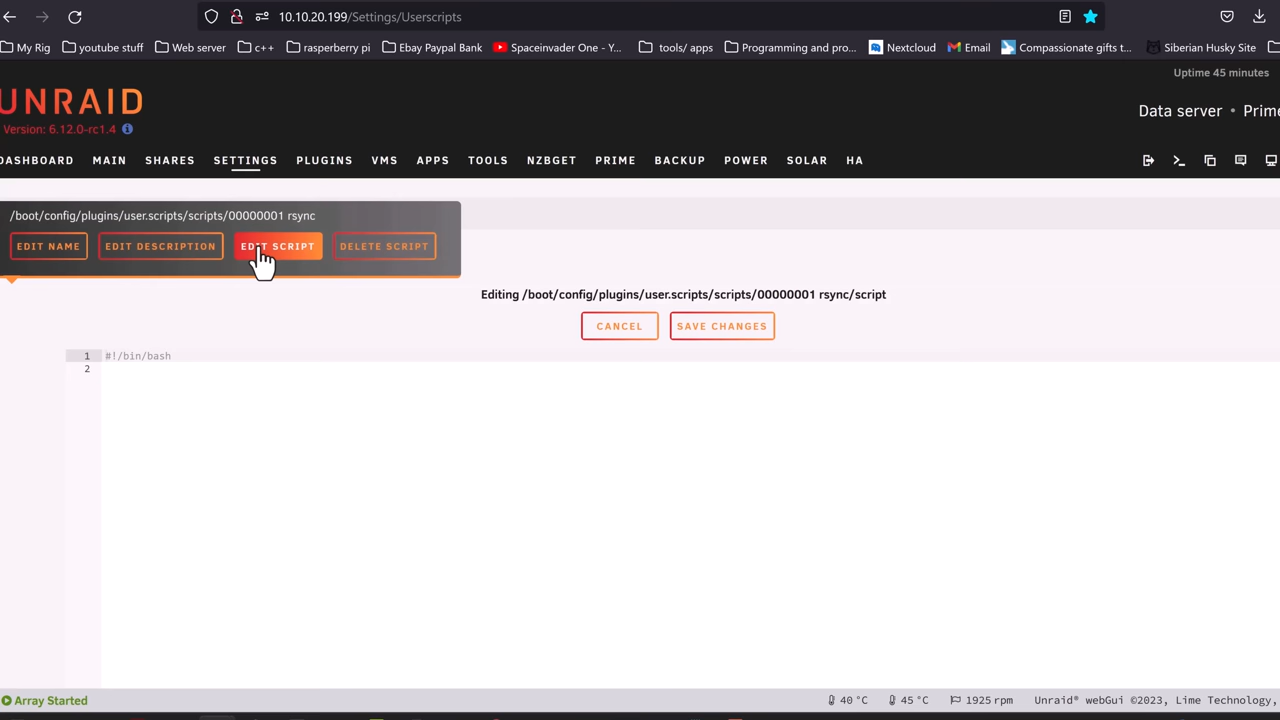 10.10.20.199/Settings/Userscripts
My Rig youtube stuff Web server c++ rasperberry pi Ebay Paypal Bank Spaceinvader One - Y... tools/ apps Programming and pro... Nextcloud Email Compassionate gifts t... Siberian Husky Site
Uptime 45 minutes
UNRAID
Data server • Prime
Version: 6.12.0-rc1.4
DASHBOARD MAIN SHARES SETTINGS PLUGINS VMS APPS TOOLS NZBGET PRIME BACKUP POWER SOLAR HA
/boot/config/plugins/user.scripts/scripts/00000001 rsync
EDIT NAME EDIT DESCRIPTION EDIT SCRIPT DELETE SCRIPT
Editing /boot/config/plugins/user.scripts/scripts/00000001 rsync/script
CANCEL SAVE CHANGES
1 #!/bin/bash
2
Array Started 40 °C 45 °C 1925 rpm Unraid® webGui ©2023, Lime Technology,